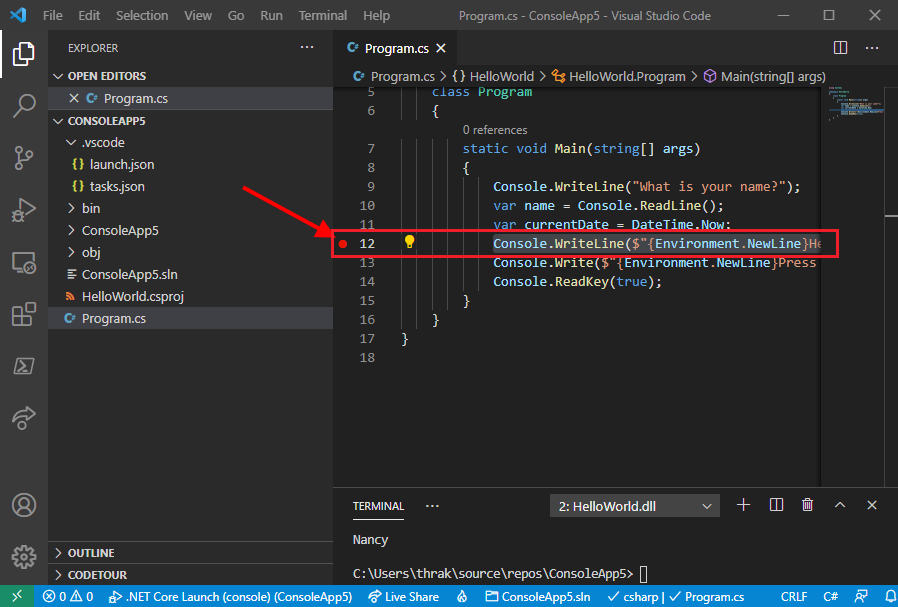 File Edit Selection View Go Run Terminal Help Program.cs - ConsoleApp5 - Visual Studio Code
EXPLORER
OPEN EDITORS
Program.cs
CONSOLEAPP5
.vscode
launch.json
tasks.json
bin
ConsoleApp5
obj
ConsoleApp5.sln
HelloWorld.csproj
Program.cs
OUTLINE
CODETOUR
Program.cs
Program.cs > {} HelloWorld > HelloWorld.Program > Main(string[] args)
5 class Program
6 {
0 references
7 static void Main(string[] args)
8 {
9 Console.WriteLine("What is your name?");
10 var name = Console.ReadLine();
11 var currentDate = DateTime.Now;
12 Console.WriteLine($"{Environment.NewLine}He
13 Console.Write($"{Environment.NewLine}Press
14 Console.ReadKey(true);
15 }
16 }
17 }
18
TERMINAL ... 2: HelloWorld.dll
Nancy
C:\Users\thrak\source\repos\ConsoleApp5>
0 0 .NET Core Launch (console) (ConsoleApp5) Live Share ConsoleApp5.sln csharp | Program.cs CRLF C#